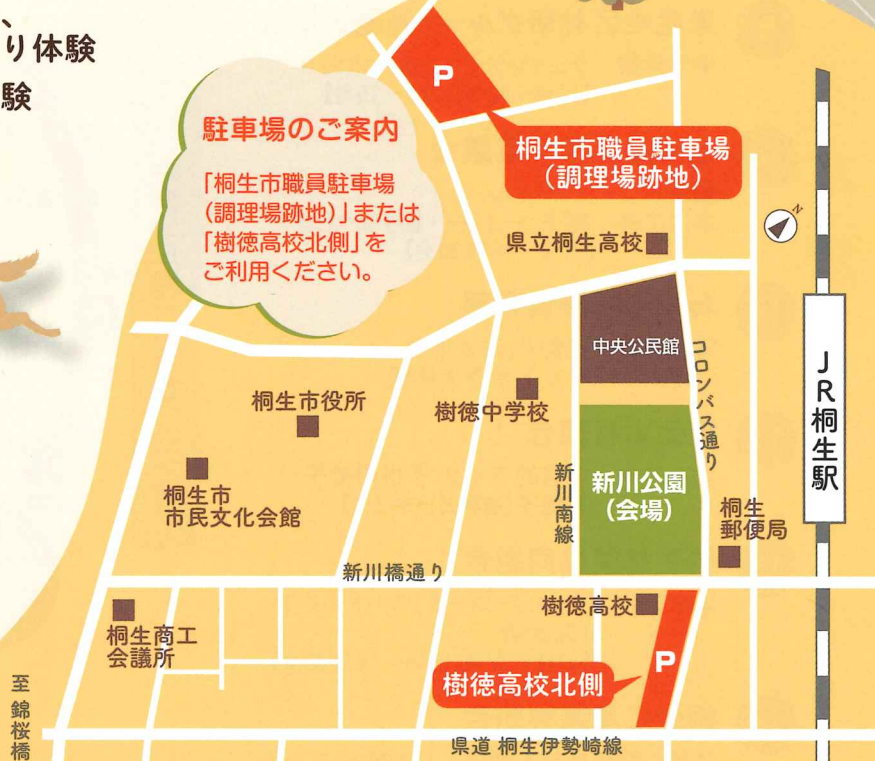 、
り体験
験
P
駐車場のご案内
「桐生市職員駐車場
（調理場跡地）」または
「樹徳高校北側」を
ご利用ください。
桐生市職員駐車場
（調理場跡地）
N
県立桐生高校
中央公民館
コロンバス通り
JR桐生駅
桐生市役所
樹徳中学校
桐生市
市民文化会館
新川南線
新川公園
（会場）
桐生
郵便局
新川橋通り
樹徳高校
桐生商工
会議所
P
樹徳高校北側
至 錦桜橋
県道 桐生伊勢崎線